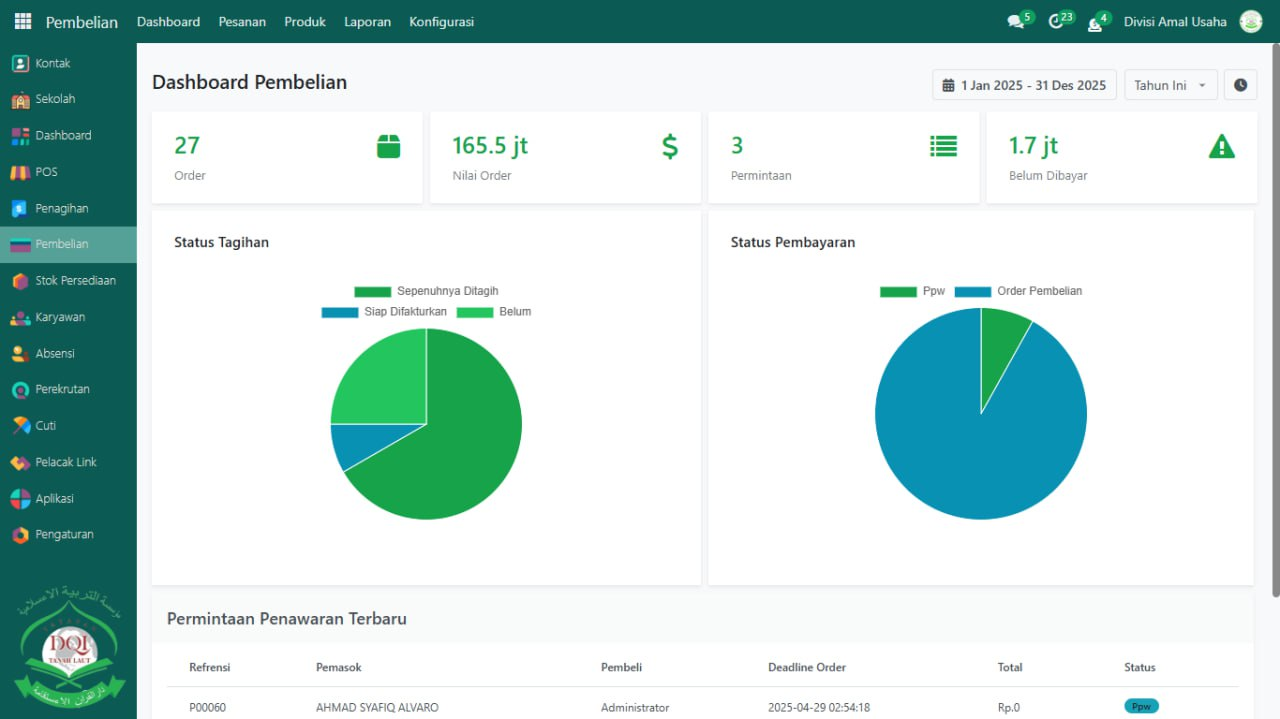 Pembelian Dashboard Pesanan Produk Laporan Konfigurasi 5 23 4 Divisi Amal Usaha
Kontak
Sekolah
Dashboard
POS
Penagihan
Pembelian
Stok Persediaan
Karyawan
Absensi
Perekrutan
Cuti
Pelacak Link
Aplikasi
Pengaturan
مؤسسة التربية الإسلامية
YAYASAN
DQI
TANAH LAUT
دار القرآن الاستقامة
Dashboard Pembelian
1 Jan 2025 - 31 Des 2025 Tahun Ini
27
Order
165.5 jt
Nilai Order
3
Permintaan
1.7 jt
Belum Dibayar
Status Tagihan
Sepenuhnya Ditagih
Siap Difakturkan Belum
Status Pembayaran
Ppw Order Pembelian
Permintaan Penawaran Terbaru
Refrensi Pemasok Pembeli Deadline Order Total Status
P00060 AHMAD SYAFIQ ALVARO Administrator 2025-04-29 02:54:18 Rp.0 Ppw